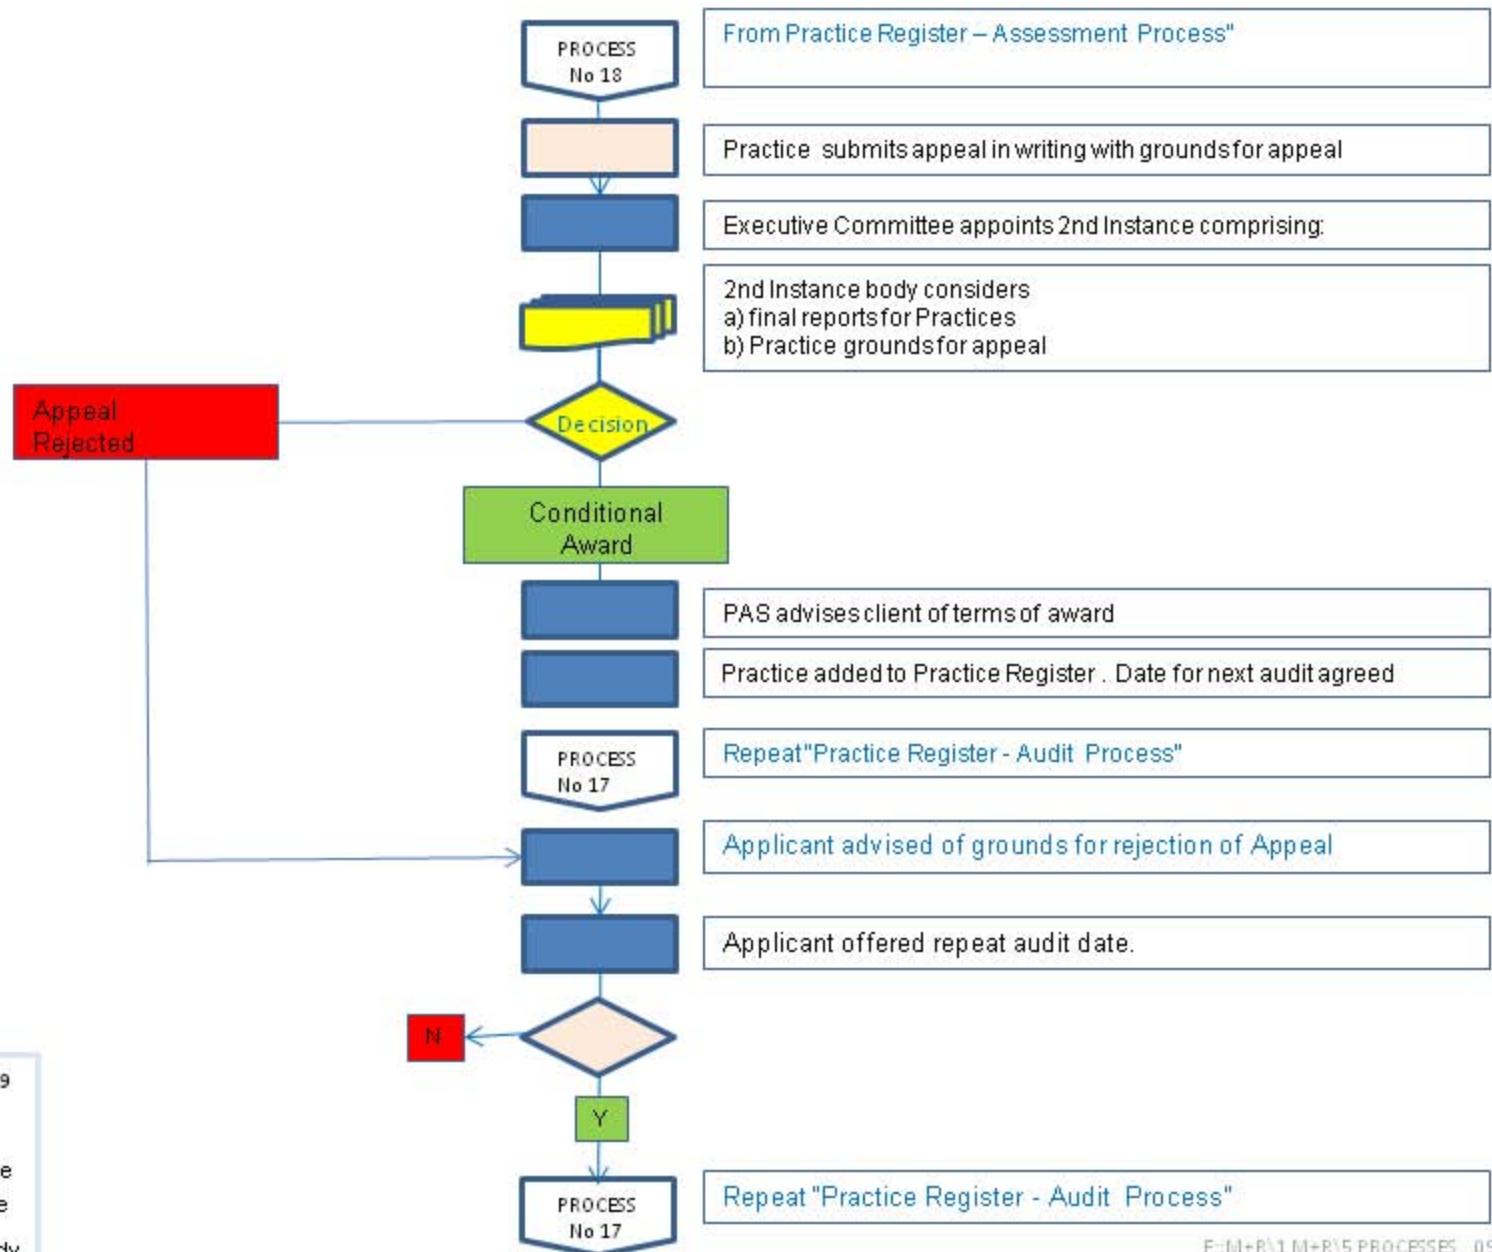 PROCESS
No 18
From Practice Register – Assessment Process"
Practice submits appeal in writing with grounds for appeal
Executive Committee appoints 2nd Instance comprising:
2nd Instance body considers
a) final reports for Practices
b) Practice grounds for appeal
Appeal
Rejected
Decision
Conditional
Award
PAS advises client of terms of award
Practice added to Practice Register . Date for next audit agreed
PROCESS
No 17
Repeat "Practice Register - Audit Process"
Applicant advised of grounds for rejection of Appeal
Applicant offered repeat audit date.
N
Y
PROCESS
No 17
Repeat "Practice Register - Audit Process"
9
e
e
dy